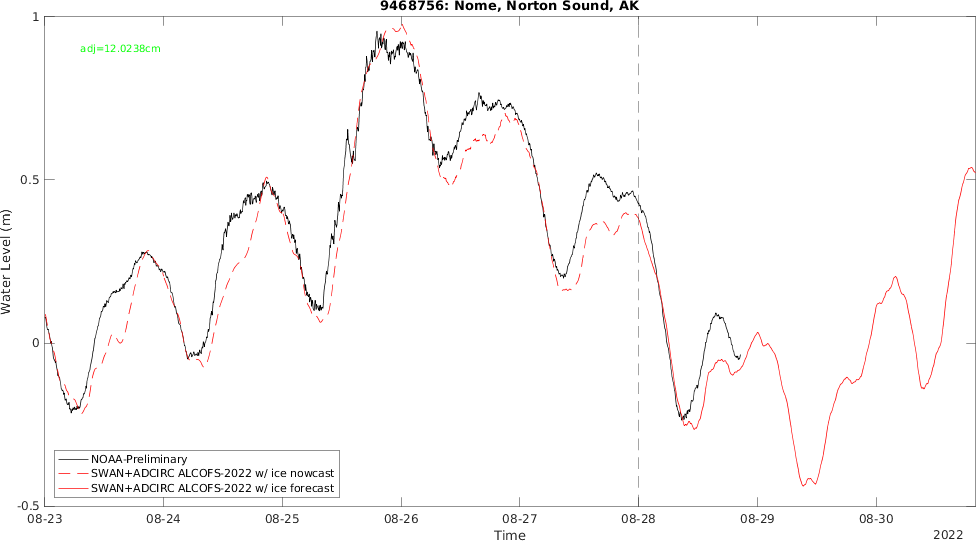 9468756: Nome, Norton Sound, AK
adj=12.0238cm
1
0.5
0
-0.5
Water Level (m)
NOAA-Preliminary
SWAN+ADCIRC ALCOFS-2022 w/ ice nowcast
SWAN+ADCIRC ALCOFS-2022 w/ ice forecast
08-23 08-24 08-25 08-26 08-27 08-28 08-29 08-30
Time
2022